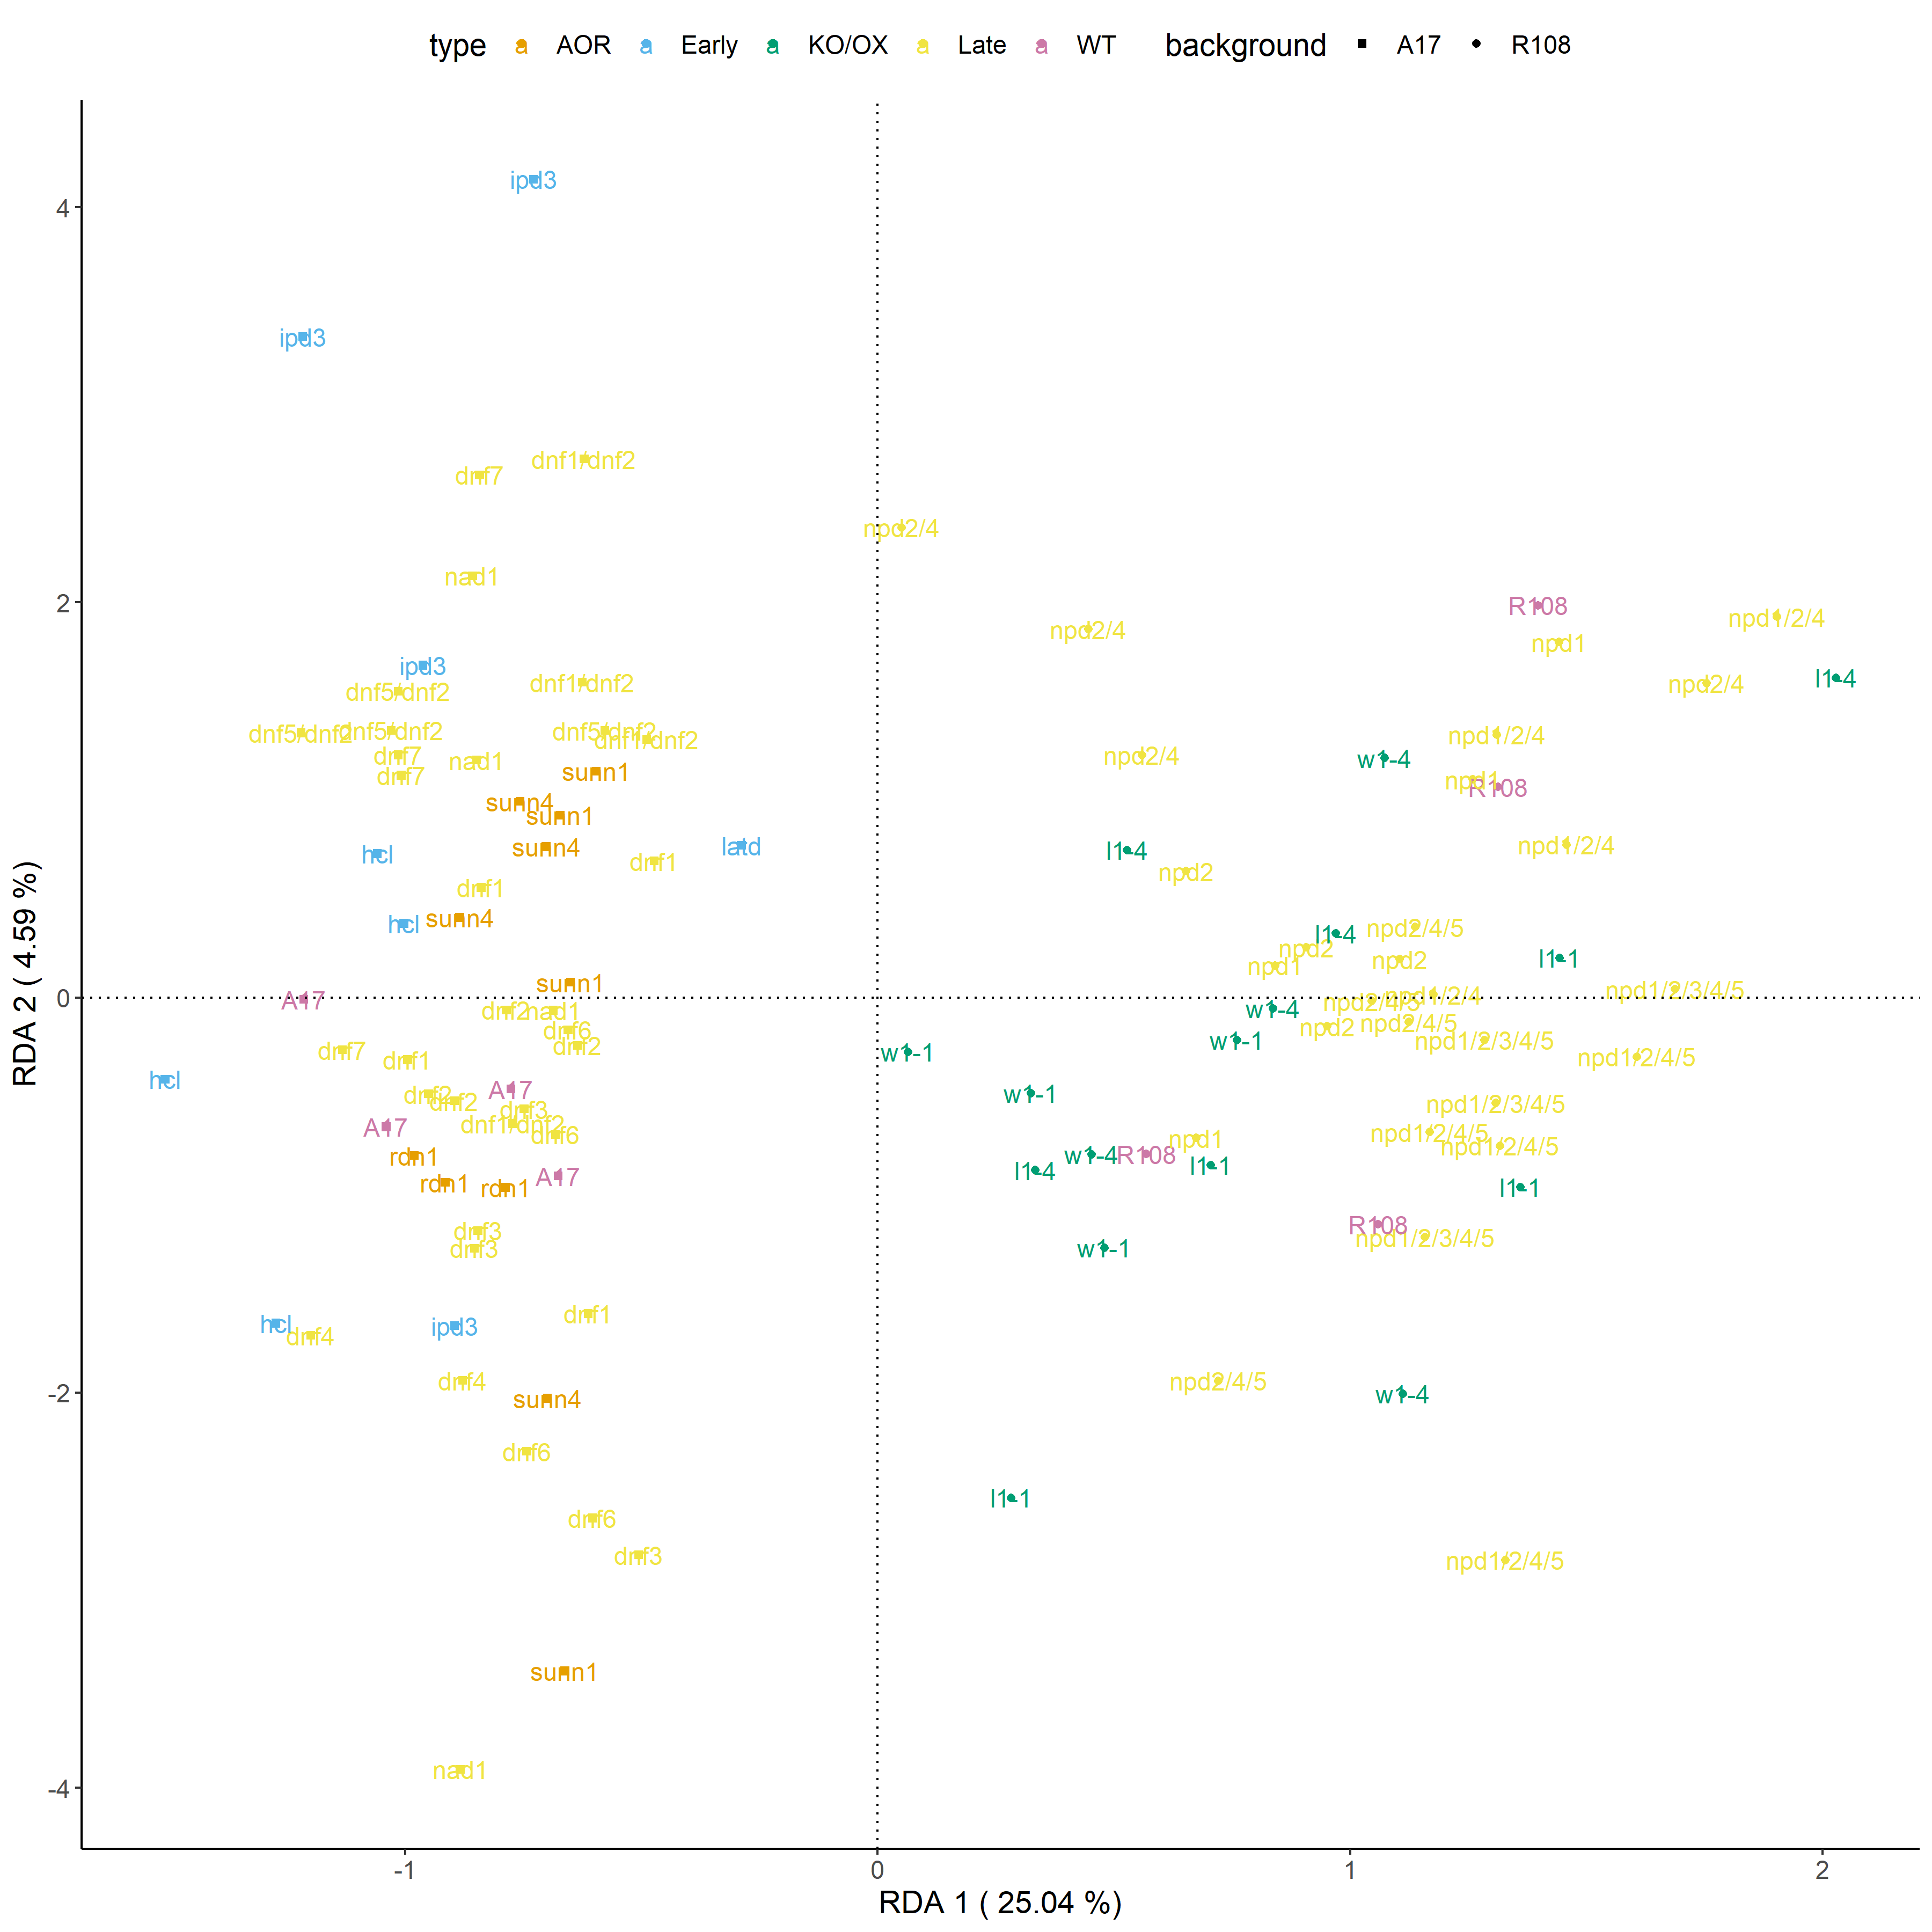 type a AOR a Early a KO/OX a Late a WT background A17 R108
ipd3
4
ipd3
dnf1/dnf2
dnf7
npd2/4
nad1
2
R108
npd1/2/4
npd2/4
npd1
ipd3
l1-4
dnf1/dnf2
npd2/4
dnf5/dnf2
dnf5/dnf2
dnf5/dnf2
dnf5/dnf2
npd1/2/4
dnf1/dnf2
dnf7
npd2/4
w1-4
nad1
sunn1
dnf7
npd1
R108
sunn4
sunn1
latd
sunn4
npd1/2/4
l1-4
hcl
dnf1
npd2
dnf1
sunn4
hcl
npd2/4/5
l1-4
npd2
l1-1
npd2
npd1
sunn1
npd1/2/3/4/5
npd1/2/4
0
A17
npd2/4/5
w1-4
dnf2
nad1
npd2/4/5
npd2
dnf6
w1-1
npd1/2/3/4/5
dnf2
dnf7
w1-1
dnf1
npd1/2/4/5
hcl
A17
dnf2
w1-1
dnf2
npd1/2/3/4/5
dnf3
dnf1/dnf2
A17
npd1/2/4/5
dnf6
npd1
npd1/2/4/5
rdn1
w1-4
R108
l1-1
l1-4
A17
rdn1
rdn1
l1-1
R108
dnf3
npd1/2/3/4/5
dnf3
w1-1
dnf1
hcl
ipd3
dnf4
dnf4
npd2/4/5
-2
w1-4
sunn4
dnf6
l1-1
dnf6
dnf3
npd1/2/4/5
sunn1
nad1
-4
RDA 2 ( 4.59 %)
-1 0 1 2
RDA 1 ( 25.04 %)